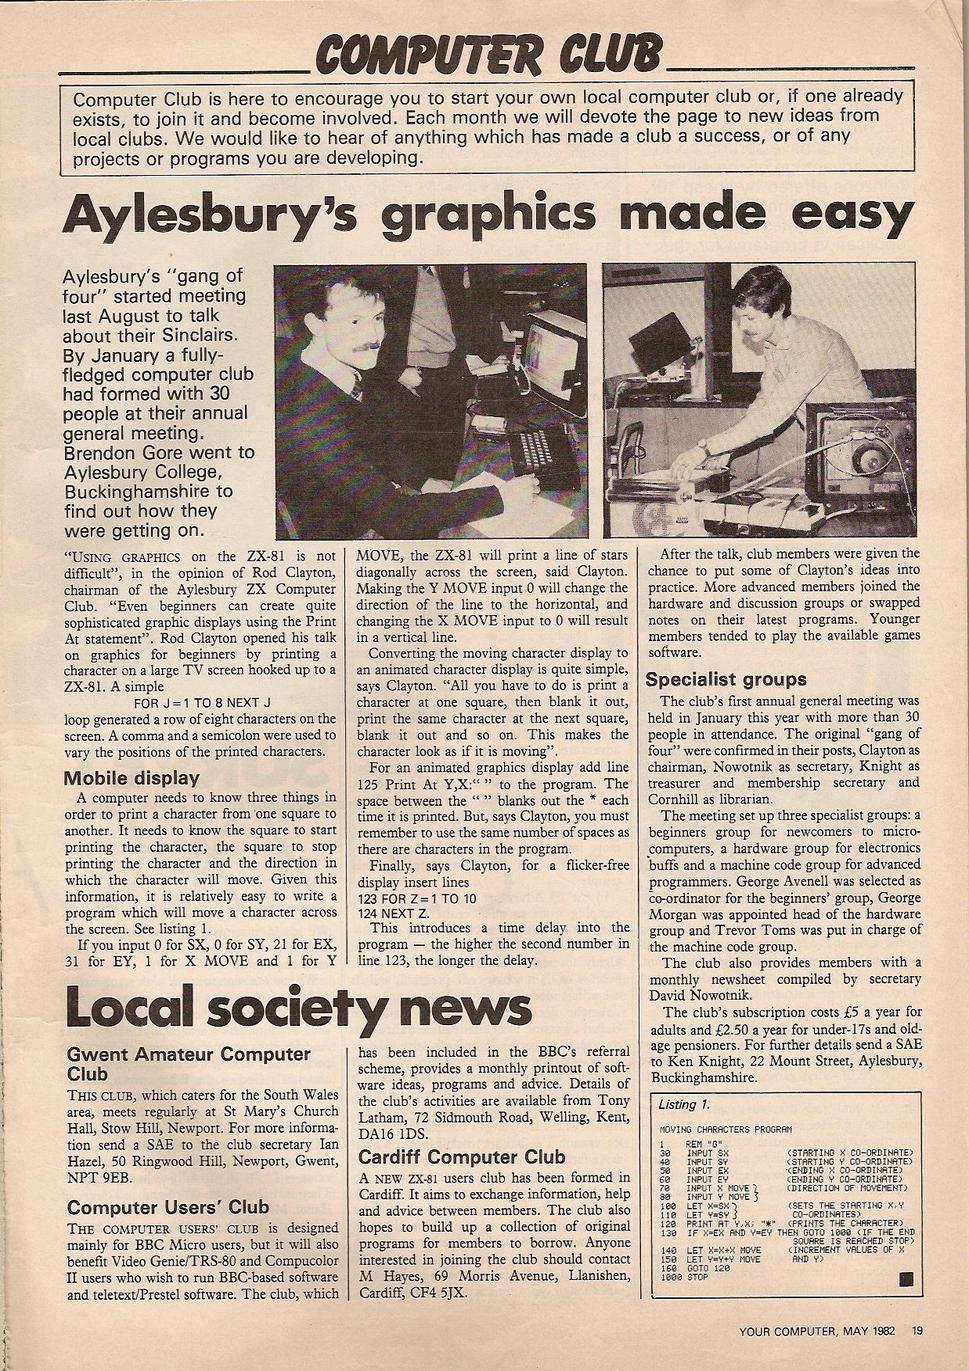 COMPUTER CLUB
Computer Club is here to encourage you to start your own local computer club or, if one already
exists, to join it and become involved. Each month we will devote the page to new ideas from
local clubs. We would like to hear of anything which has made a club a success, or of any
projects or programs you are developing.
Aylesbury's graphics made easy
Aylesbury's "gang of
four" started meeting
last August to talk
about their Sinclairs.
By January a fully-
fledged computer club
had formed with 30
people at their annual
general meeting.
Brendon Gore went to
Aylesbury College,
Buckinghamshire to
find out how they
were getting on.
"USING GRAPHICS on the ZX-81 is not
difficult", in the opinion of Rod Clayton,
chairman of the Aylesbury ZX Computer
Club. "Even beginners can create quite
sophisticated graphic displays using the Print
At statement". Rod Clayton opened his talk
on graphics for beginners by printing a
character on a large TV screen hooked up to a
ZX-81. A simple
FOR J=1 TO 8 NEXT J
loop generated a row of eight characters on the
screen. A comma and a semicolon were used to
vary the positions of the printed characters.
Mobile display
A computer needs to know three things in
order to print a character from one square to
another. It needs to know the square to start
printing the character, the square to stop
printing the character and the direction in
which the character will move. Given this
information, it is relatively easy to write a
program which will move a character across
the screen. See listing 1.
If you input 0 for SX, 0 for SY, 21 for EX,
31 for EY, 1 for X MOVE and 1 for Y
MOVE, the ZX-81 will print a line of stars
diagonally across the screen, said Clayton.
Making the Y MOVE input 0 will change the
direction of the line to the horizontal, and
changing the X MOVE input to 0 will result
in a vertical line.
Converting the moving character display to
an animated character display is quite simple,
says Clayton. "All you have to do is print a
character at one square, then blank it out,
print the same character at the next square,
blank it out and so on. This makes the
character look as if it is moving".
For an animated graphics display add line
125 Print At Y,X:" " to the program. The
space between the " " blanks out the * each
time it is printed. But, says Clayton, you must
remember to use the same number of spaces as
there are characters in the program.
Finally, says Clayton, for a flicker-free
display insert lines
123 FOR Z=1 TO 10
124 NEXT Z.
This introduces a time delay into the
program — the higher the second number in
line 123, the longer the delay.
After the talk, club members were given the
chance to put some of Clayton's ideas into
practice. More advanced members joined the
hardware and discussion groups or swapped
notes on their latest programs. Younger
members tended to play the available games
software.
Specialist groups
The club's first annual general meeting was
held in January this year with more than 30
people in attendance. The original "gang of
four" were confirmed in their posts, Clayton as
chairman, Nowotnik as secretary, Knight as
treasurer and membership secretary and
Cornhill as librarian.
The meeting set up three specialist groups: a
beginners group for newcomers to micro-
computers, a hardware group for electronics
buffs and a machine code group for advanced
programmers. George Avenell was selected as
co-ordinator for the beginners' group, George
Morgan was appointed head of the hardware
group and Trevor Toms was put in charge of
the machine code group.
The club also provides members with a
monthly newsheet compiled by secretary
David Nowotnik.
The club's subscription costs £5 a year for
adults and £2.50 a year for under-17s and old-
age pensioners. For further details send a SAE
to Ken Knight, 22 Mount Street, Aylesbury,
Buckinghamshire.
Local society news
Gwent Amateur Computer
Club
THIS CLUB, which caters for the South Wales
area, meets regularly at St Mary's Church
Hall, Stow Hill, Newport. For more informa-
tion send a SAE to the club secretary Ian
Hazel, 50 Ringwood Hill, Newport, Gwent,
NPT 9EB.
Computer Users' Club
THE COMPUTER USERS' CLUB is designed
mainly for BBC Micro users, but it will also
benefit Video Genie/TRS-80 and Compucolor
II users who wish to run BBC-based software
and teletext/Prestel software. The club, which
has been included in the BBC's referral
scheme, provides a monthly printout of soft-
ware ideas, programs and advice. Details of
the club's activities are available from Tony
Latham, 72 Sidmouth Road, Welling, Kent,
DA16 1DS.
Cardiff Computer Club
A NEW ZX-81 users club has been formed in
Cardiff. It aims to exchange information, help
and advice between members. The club also
hopes to build up a collection of original
programs for members to borrow. Anyone
interested in joining the club should contact
M Hayes, 69 Morris Avenue, Llanishen,
Cardiff, CF4 5JX.
Listing 1.
MOVING CHARACTERS PROGRAM
1 REM "G"
30 INPUT SX (STARTING X CO-ORDINATE)
40 INPUT SY (STARTING Y CO-ORDINATE)
50 INPUT EX (ENDING X CO-ORDINATE)
60 INPUT EY (ENDING Y CO-ORDINATE)
70 INPUT X MOVE } (DIRECTION OF MOVEMENT)
80 INPUT Y MOVE }
100 LET X=SX } (SETS THE STARTING X,Y
110 LET Y=SY } CO-ORDINATES)
120 PRINT AT Y,X; "*" (PRINTS THE CHARACTER)
130 IF X=EX AND Y=EY THEN GOTO 1000 (IF THE END
SQUARE IS REACHED STOP)
140 LET X=X+X MOVE (INCREMENT VALUES OF X
150 LET Y=Y+Y MOVE AND Y)
160 GOTO 120
1000 STOP
YOUR COMPUTER, MAY 1982 19